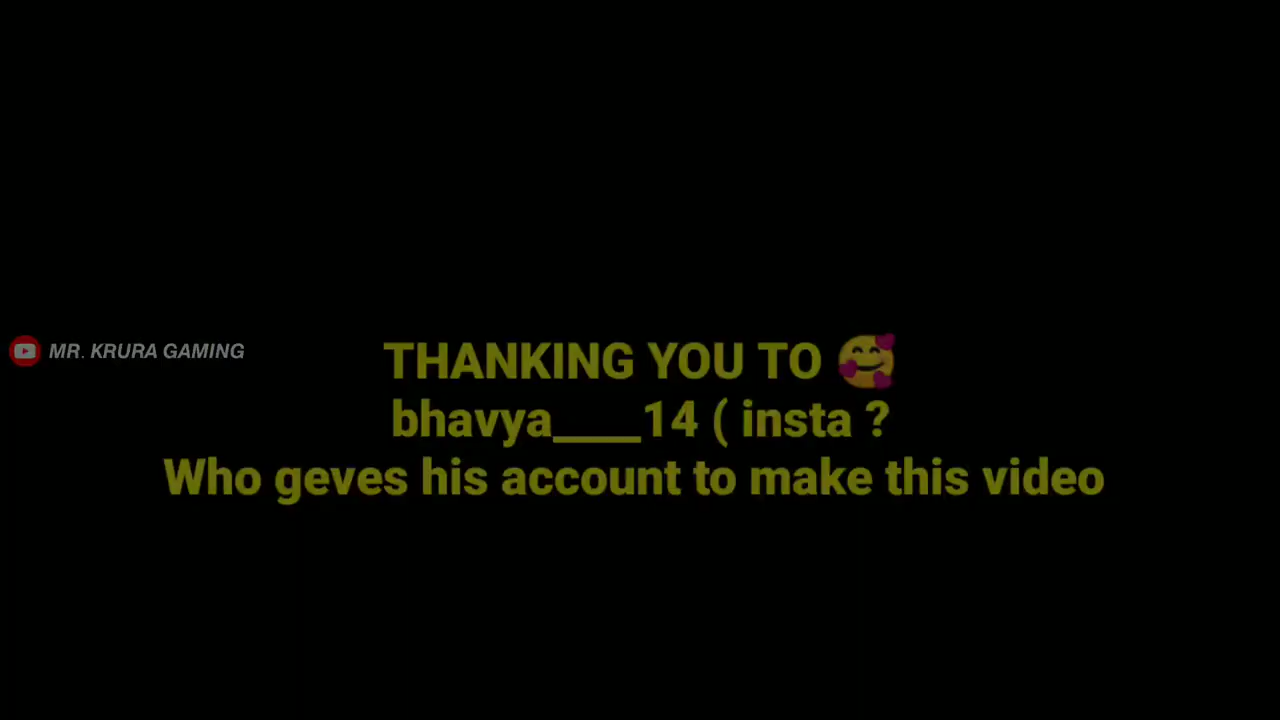 MR. KRURA GAMING
THANKING YOU TO 🥰
bhavya____14 ( insta ?
Who geves his account to make this video